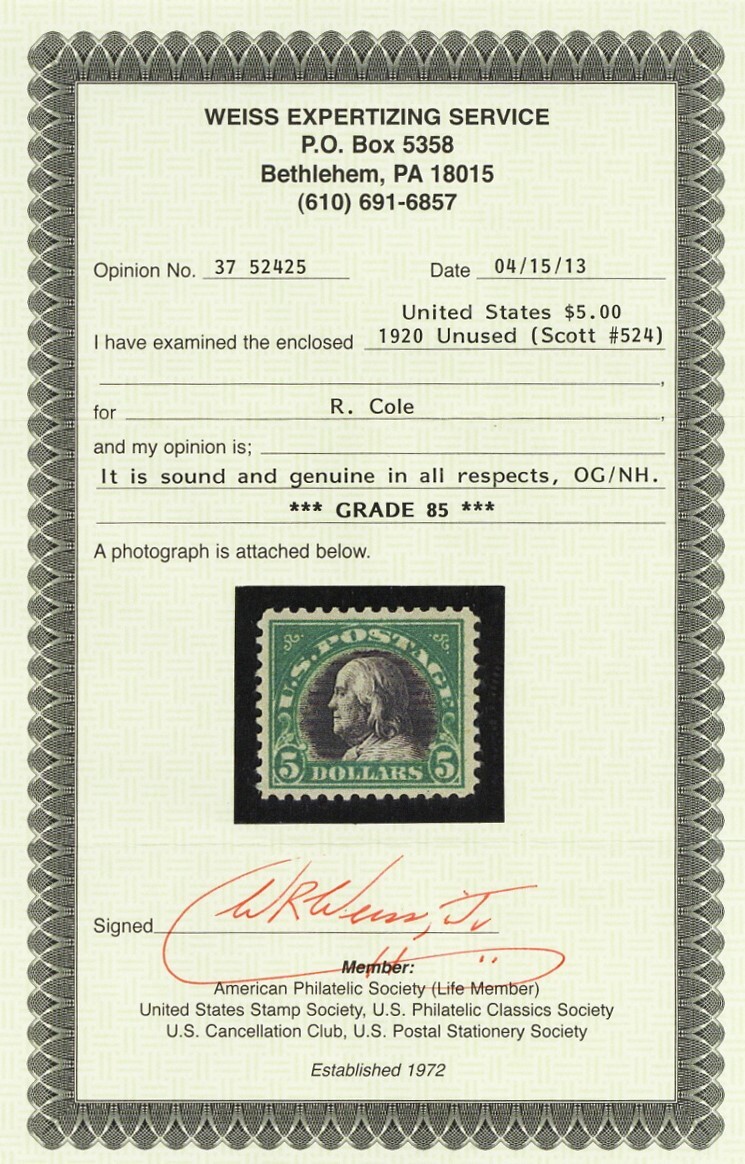 WEISS EXPERTIZING SERVICE
P.O. Box 5358
Bethlehem, PA 18015
(610) 691-6857
Opinion No. 37 52425 Date 04/15/13
United States $5.00
I have examined the enclosed 1920 Unused (Scott #524)
,
for R. Cole ,
and my opinion is;
It is sound and genuine in all respects, OG/NH.
*** GRADE 85 ***
A photograph is attached below.
U.S. POSTAGE
5 DOLLARS 5
Signed WRWeiss, Jr
Member:
American Philatelic Society (Life Member)
United States Stamp Society, U.S. Philatelic Classics Society
U.S. Cancellation Club, U.S. Postal Stationery Society
Established 1972